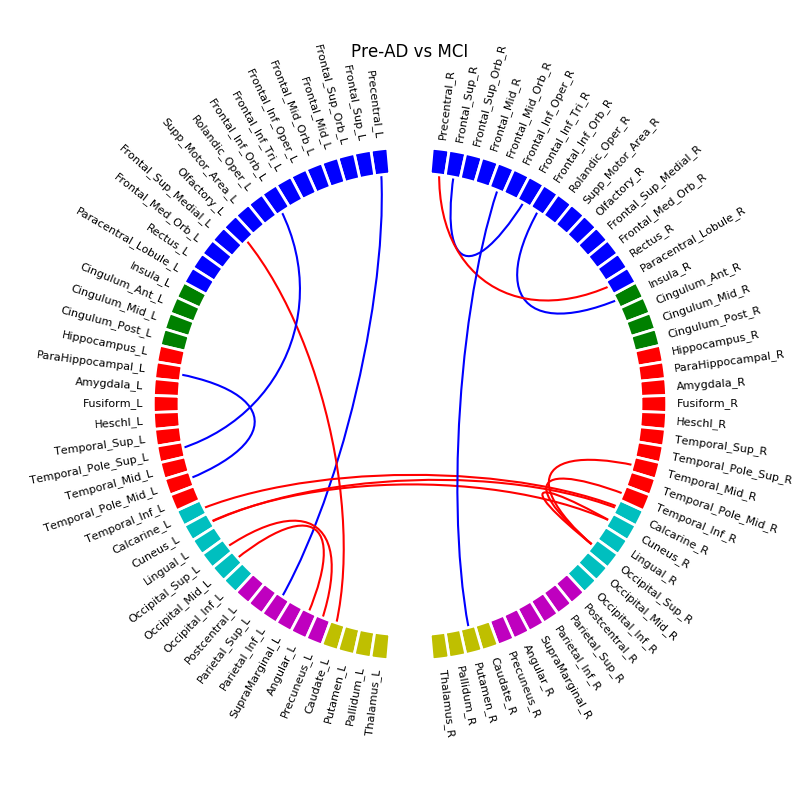 Pre-AD vs MCI
Precentral_L
Frontal_Sup_L
Frontal_Sup_Orb_L
Frontal_Mid_L
Frontal_Mid_Orb_L
Frontal_Inf_Oper_L
Frontal_Inf_Tri_L
Frontal_Inf_Orb_L
Rolandic_Oper_L
Supp_Motor_Area_L
Olfactory_L
Frontal_Sup_Medial_L
Frontal_Med_Orb_L
Rectus_L
Paracentral_Lobule_L
Insula_L
Cingulum_Ant_L
Cingulum_Mid_L
Cingulum_Post_L
Hippocampus_L
ParaHippocampal_L
Amygdala_L
Fusiform_L
Heschl_L
Temporal_Sup_L
Temporal_Pole_Sup_L
Temporal_Mid_L
Temporal_Pole_Mid_L
Temporal_Inf_L
Calcarine_L
Cuneus_L
Lingual_L
Occipital_Sup_L
Occipital_Mid_L
Occipital_Inf_L
Postcentral_L
Parietal_Sup_L
Parietal_Inf_L
SupraMarginal_L
Angular_L
Precuneus_L
Caudate_L
Putamen_L
Pallidum_L
Thalamus_L
Precentral_R
Frontal_Sup_R
Frontal_Sup_Orb_R
Frontal_Mid_R
Frontal_Mid_Orb_R
Frontal_Inf_Oper_R
Frontal_Inf_Tri_R
Frontal_Inf_Orb_R
Rolandic_Oper_R
Supp_Motor_Area_R
Olfactory_R
Frontal_Sup_Medial_R
Frontal_Med_Orb_R
Rectus_R
Paracentral_Lobule_R
Insula_R
Cingulum_Ant_R
Cingulum_Mid_R
Cingulum_Post_R
Hippocampus_R
ParaHippocampal_R
Amygdala_R
Fusiform_R
Heschl_R
Temporal_Sup_R
Temporal_Pole_Sup_R
Temporal_Mid_R
Temporal_Pole_Mid_R
Temporal_Inf_R
Calcarine_R
Cuneus_R
Lingual_R
Occipital_Sup_R
Occipital_Mid_R
Occipital_Inf_R
Postcentral_R
Parietal_Sup_R
Parietal_Inf_R
SupraMarginal_R
Angular_R
Precuneus_R
Caudate_R
Putamen_R
Pallidum_R
Thalamus_R